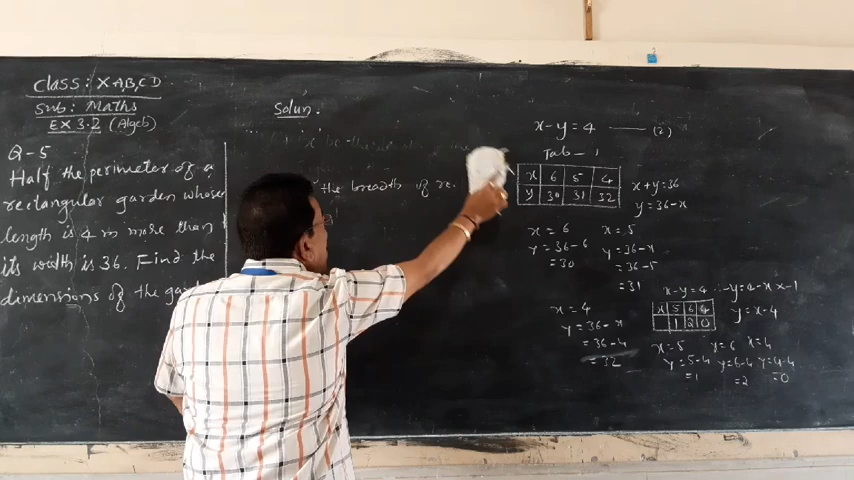 Class: X A,B,C,D
Sub: Maths
EX 3.2 (Algeb)
Q-5
Half the perimeter of a
rectangular garden whose
length is 4 m more than
its width is 36. Find the
dimensions of the gar
Solun.
the breadth of re.
x-y=4 —— (2)
Tab - 1
x 6 5 4
y 30 31 32
x+y=36
y=36-x
x=6
y=36-6
=30
x=5
y=36-x
=36-5
=31
x=4
y=36-x
=36-4
=32
x-y=4 ∴-y=4-x x-1
y=x-4
x 5 6 4
1 2 0
x=5
y=5-4
=1
y=6
y=6-4
=2
x=4
y=4-4
=0